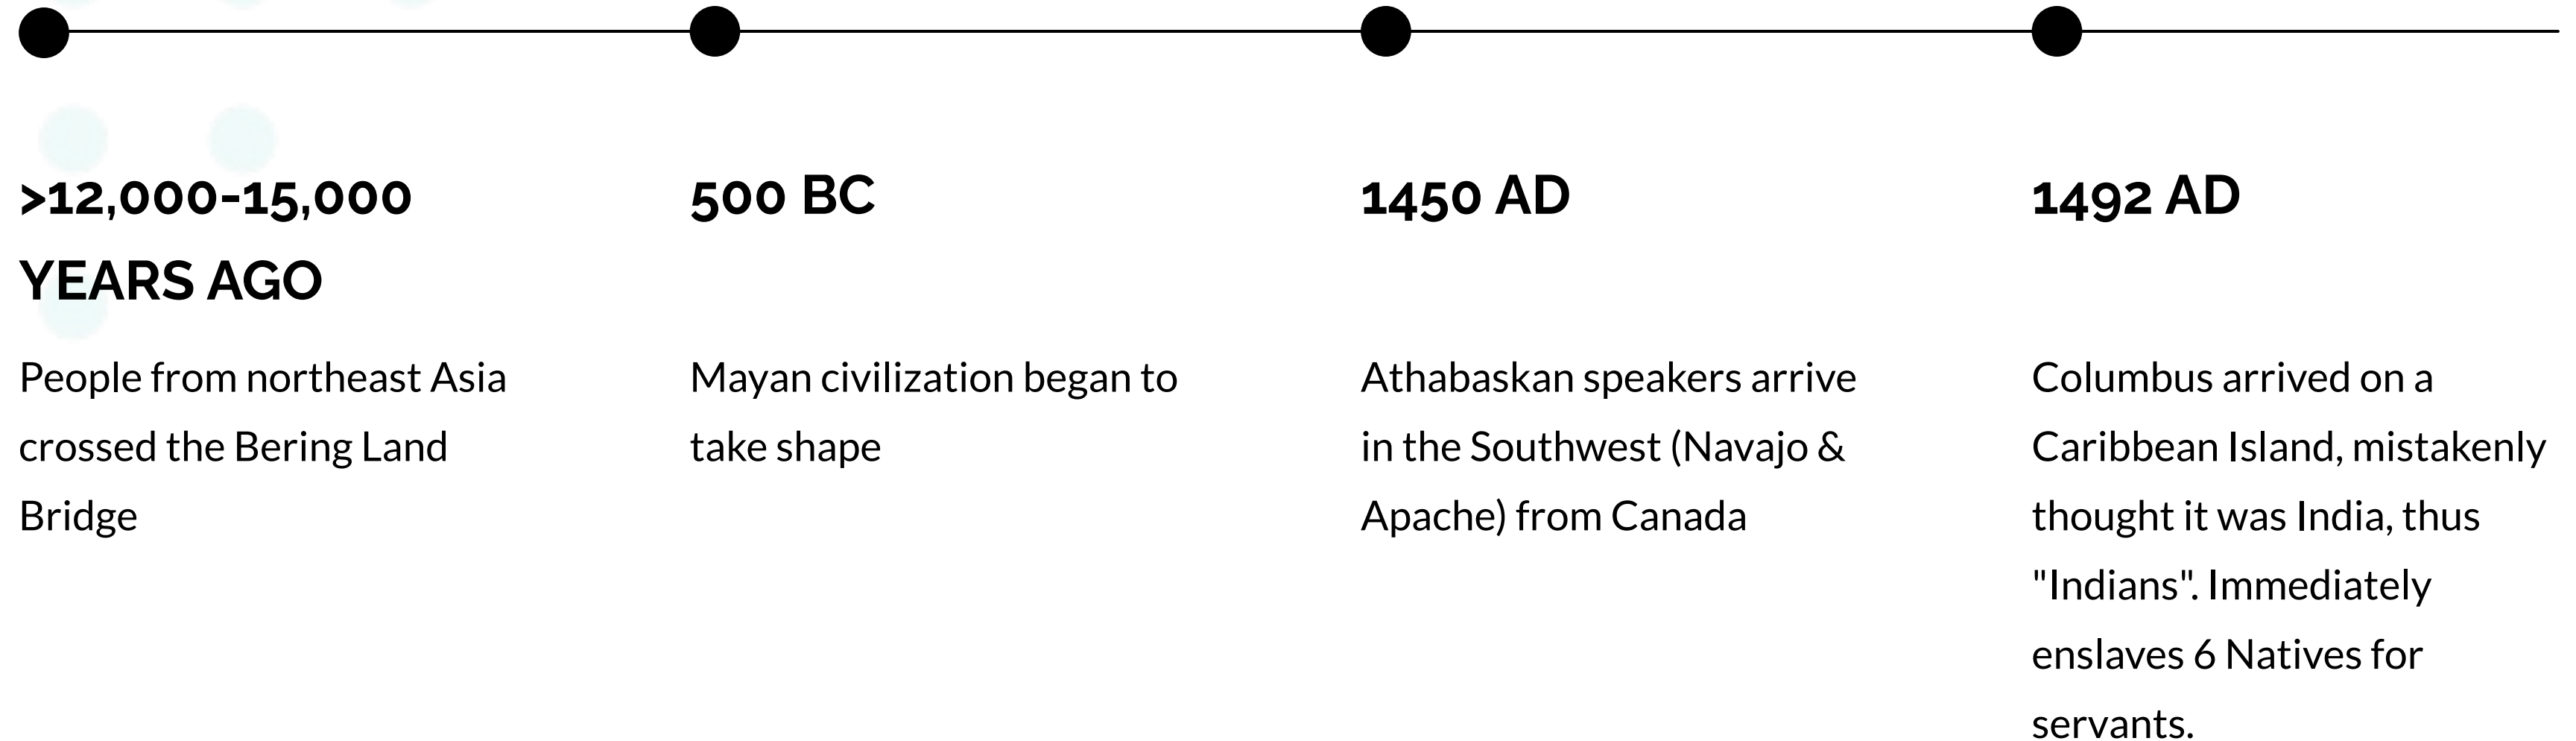 >12,000-15,000
YEARS AGO
People from northeast Asia
crossed the Bering Land
Bridge
500 BC
Mayan civilization began to
take shape
1450 AD
Athabaskan speakers arrive
in the Southwest (Navajo &
Apache) from Canada
1492 AD
Columbus arrived on a
Caribbean Island, mistakenly
thought it was India, thus
"Indians". Immediately
enslaves 6 Natives for
servants.